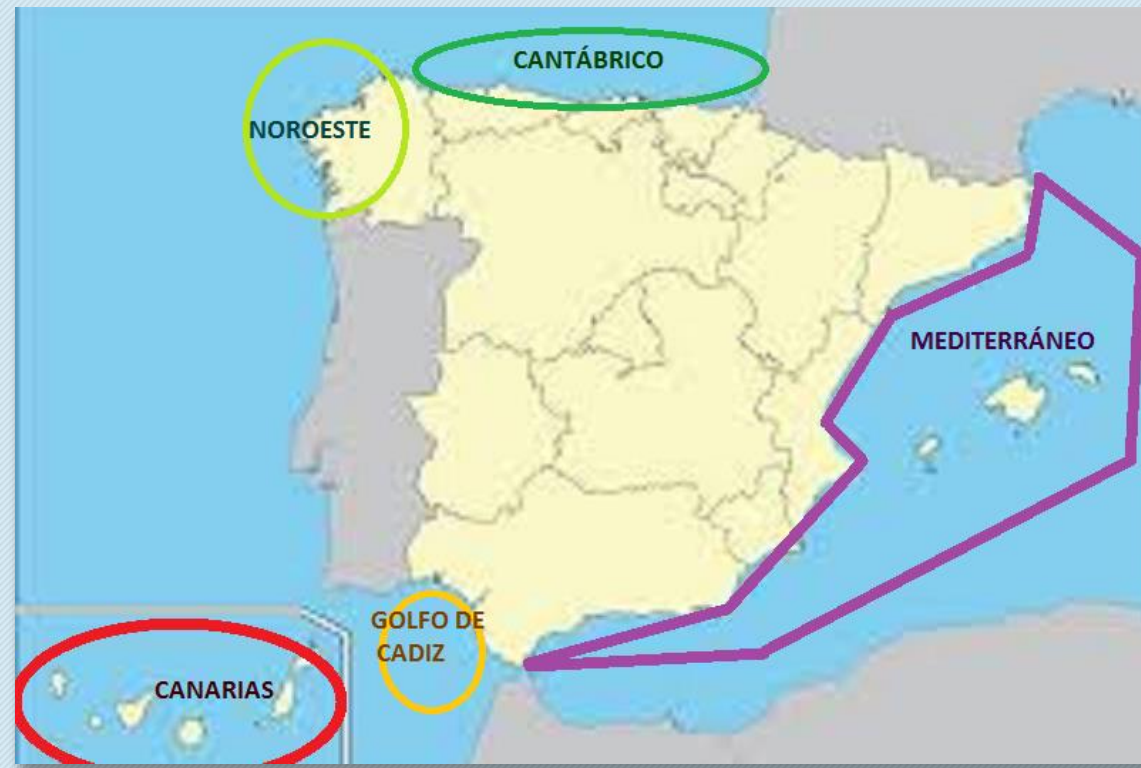 CANTÁBRICO
NOROESTE
MEDITERRÁNEO
GOLFO DE
CADIZ
CANARIAS